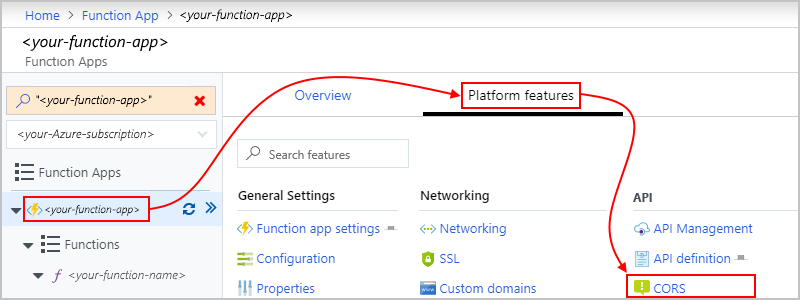 Home > Function App > <your-function-app>
<your-function-app>
Function Apps
"<your-function-app>"
<your-Azure-subscription>
Function Apps
<your-function-app>
Functions
f <your-function-name>
Overview
Platform features
Search features
General Settings
Function app settings
Configuration
Properties
Networking
Networking
SSL
Custom domains
API
API Management
API definition
CORS